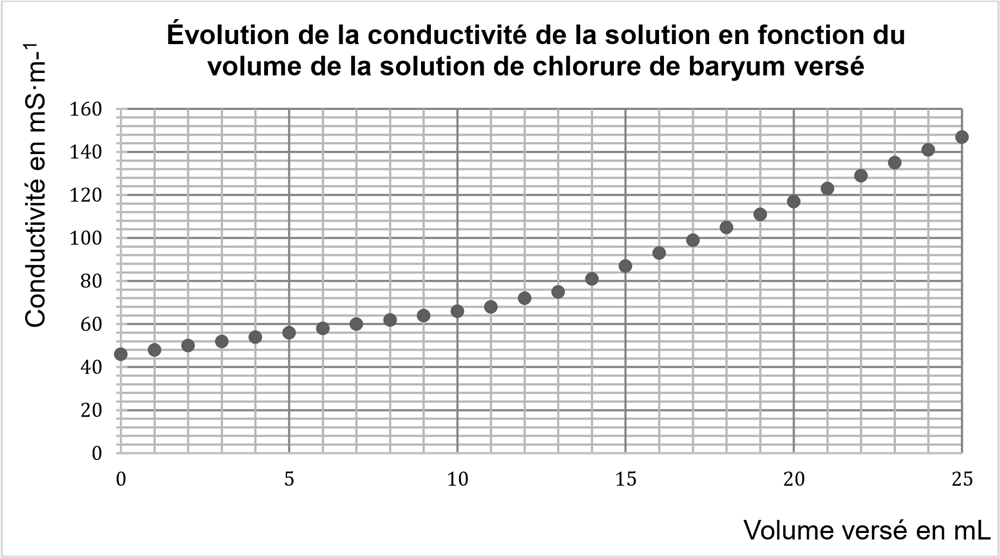 Évolution de la conductivité de la solution en fonction du
volume de la solution de chlorure de baryum versé
Conductivité en mS·m-1
160
140
120
100
80
60
40
20
0
0 5 10 15 20 25
Volume versé en mL